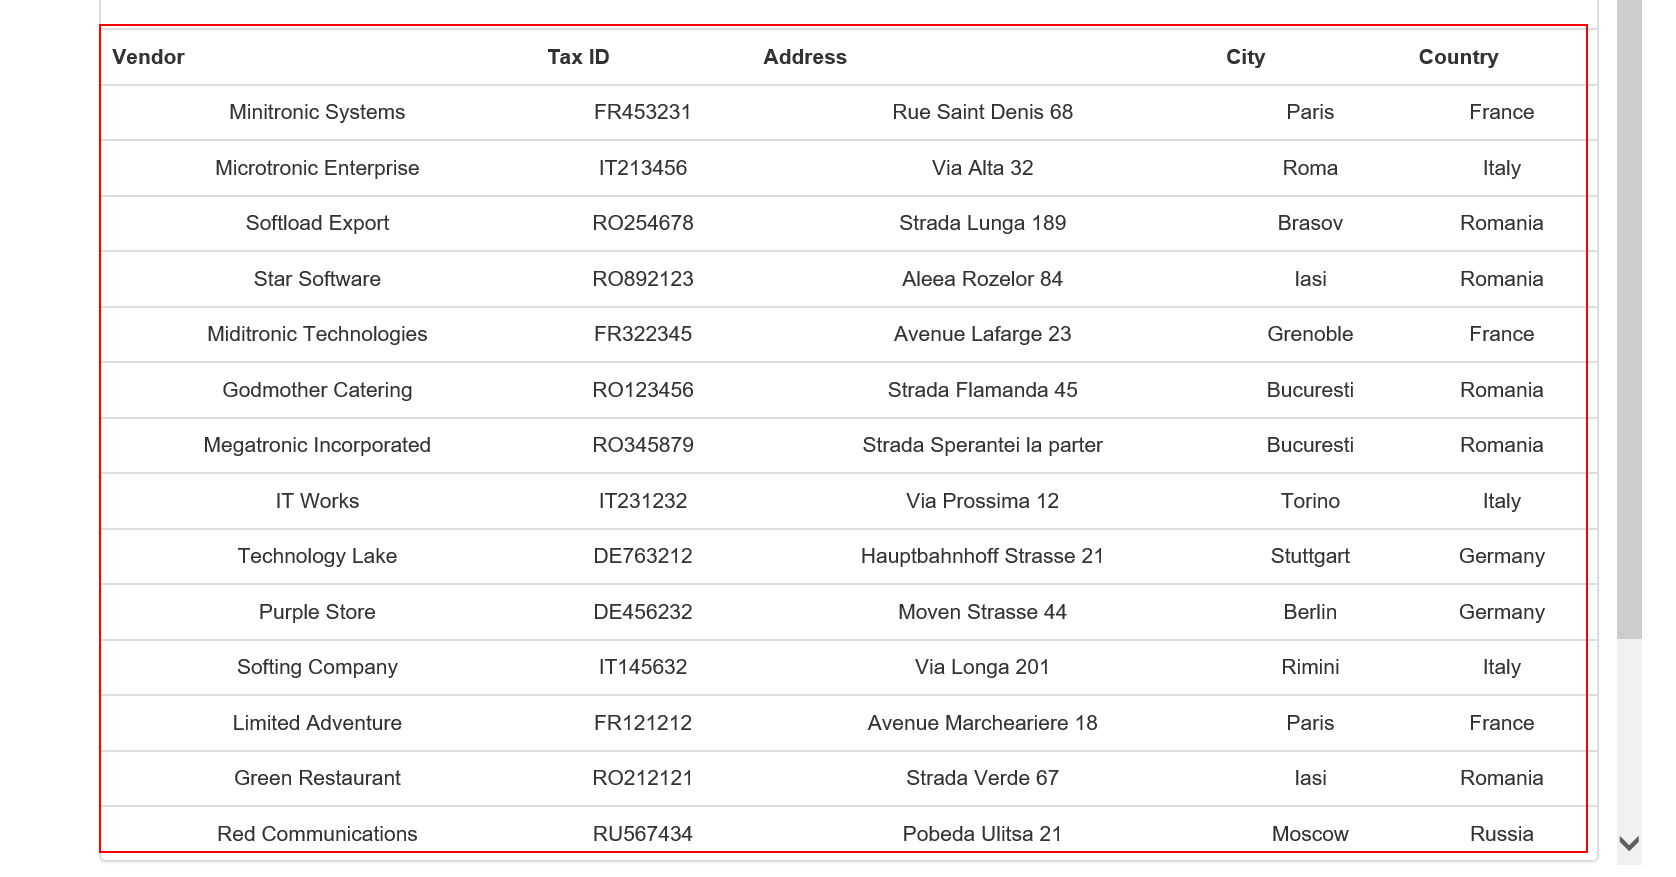 Vendor Tax ID Address City Country
Minitronic Systems FR453231 Rue Saint Denis 68 Paris France
Microtronic Enterprise IT213456 Via Alta 32 Roma Italy
Softload Export RO254678 Strada Lunga 189 Brasov Romania
Star Software RO892123 Aleea Rozelor 84 Iasi Romania
Miditronic Technologies FR322345 Avenue Lafarge 23 Grenoble France
Godmother Catering RO123456 Strada Flamanda 45 Bucuresti Romania
Megatronic Incorporated RO345879 Strada Sperantei la parter Bucuresti Romania
IT Works IT231232 Via Prossima 12 Torino Italy
Technology Lake DE763212 Hauptbahnhoff Strasse 21 Stuttgart Germany
Purple Store DE456232 Moven Strasse 44 Berlin Germany
Softing Company IT145632 Via Longa 201 Rimini Italy
Limited Adventure FR121212 Avenue Marcheariere 18 Paris France
Green Restaurant RO212121 Strada Verde 67 Iasi Romania
Red Communications RU567434 Pobeda Ulitsa 21 Moscow Russia